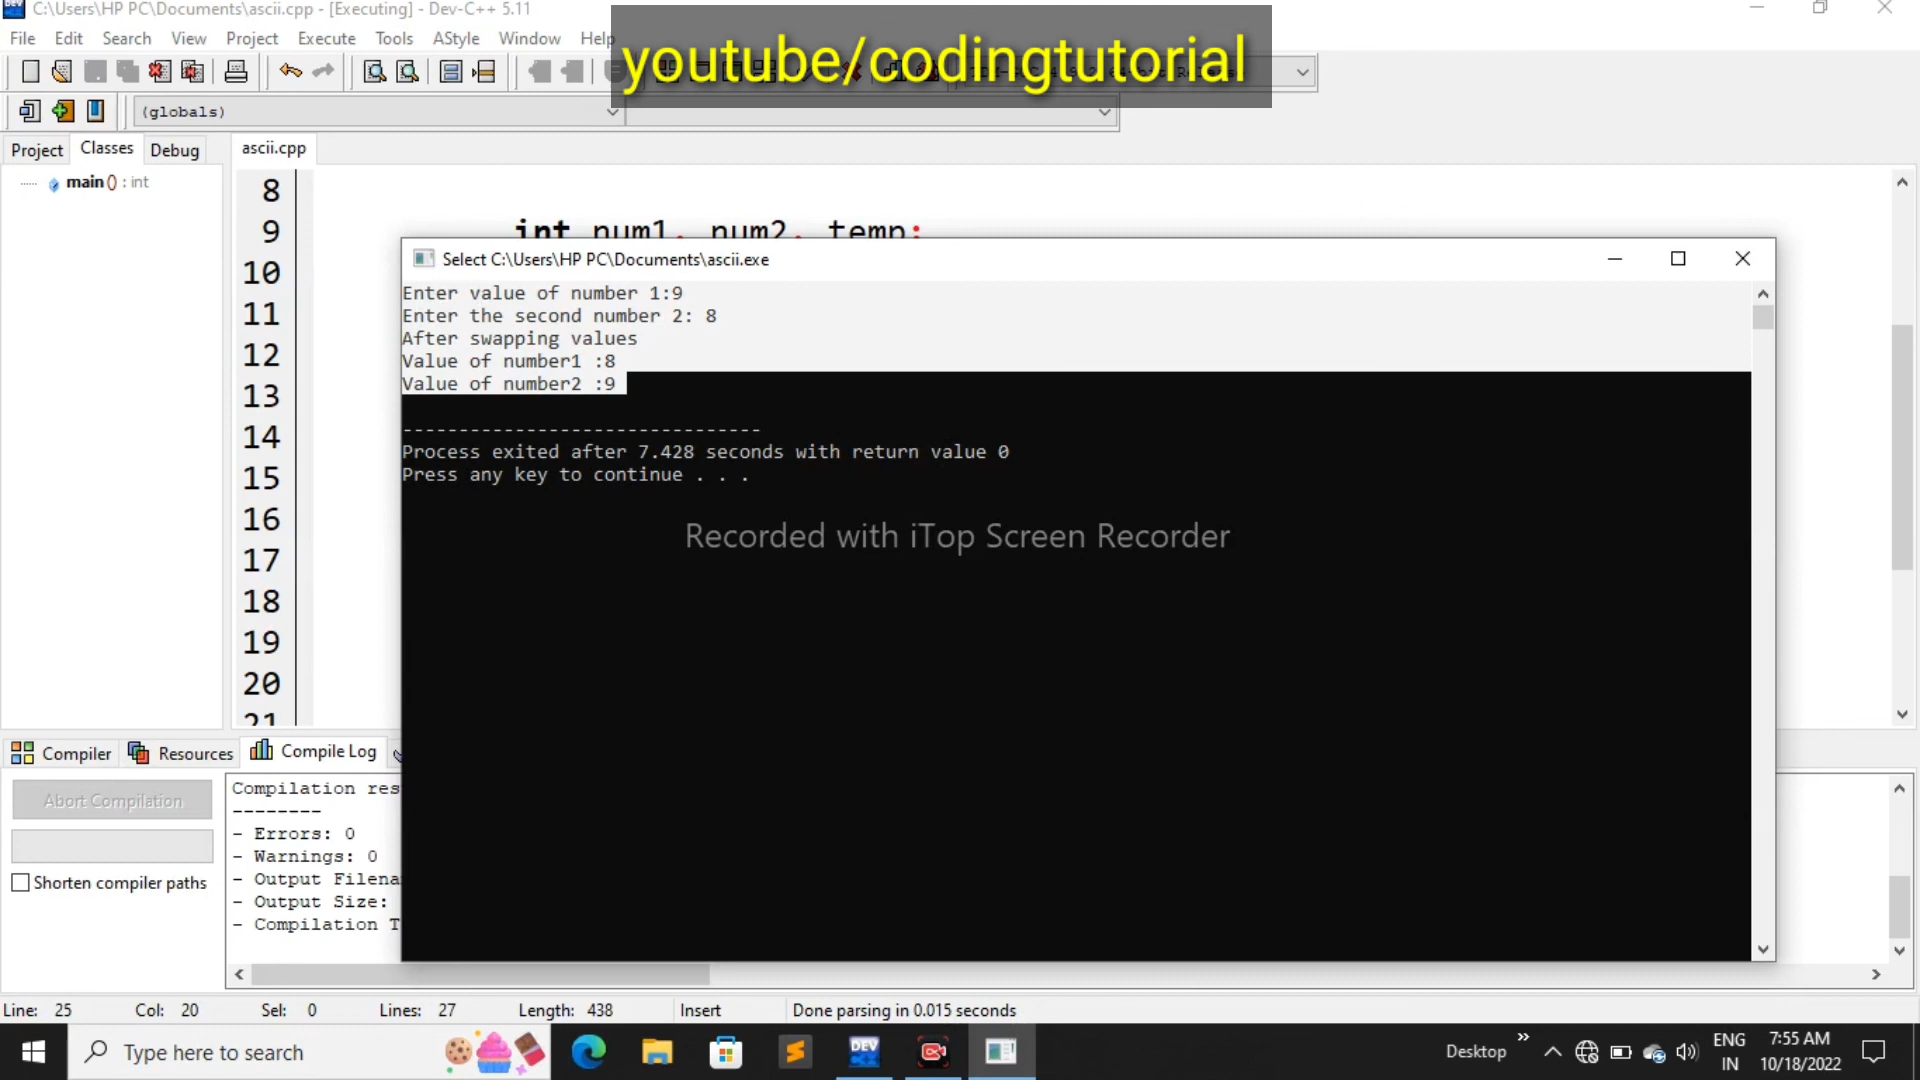 C:\Users\HP PC\Documents\ascii.cpp - [Executing] - Dev-C++ 5.11
File Edit Search View Project Execute Tools AStyle Window Help
youtube/codingtutorial
(globals)
Project Classes Debug
ascii.cpp
main() : int
8
9 int num1, num2, temp;
10
11
12
13
14
15
16
17
18
19
20
21
Select C:\Users\HP PC\Documents\ascii.exe
Enter value of number 1:9
Enter the second number 2: 8
After swapping values
Value of number1 :8
Value of number2 :9
--------------------------------
Process exited after 7.428 seconds with return value 0
Press any key to continue . . .
Recorded with iTop Screen Recorder
Compiler Resources Compile Log
Abort Compilation
Shorten compiler paths
Compilation res
--------
- Errors: 0
- Warnings: 0
- Output Filena
- Output Size:
- Compilation T
Line: 25 Col: 20 Sel: 0 Lines: 27 Length: 438 Insert Done parsing in 0.015 seconds
Type here to search
DEV
Desktop
ENG
IN
7:55 AM
10/18/2022